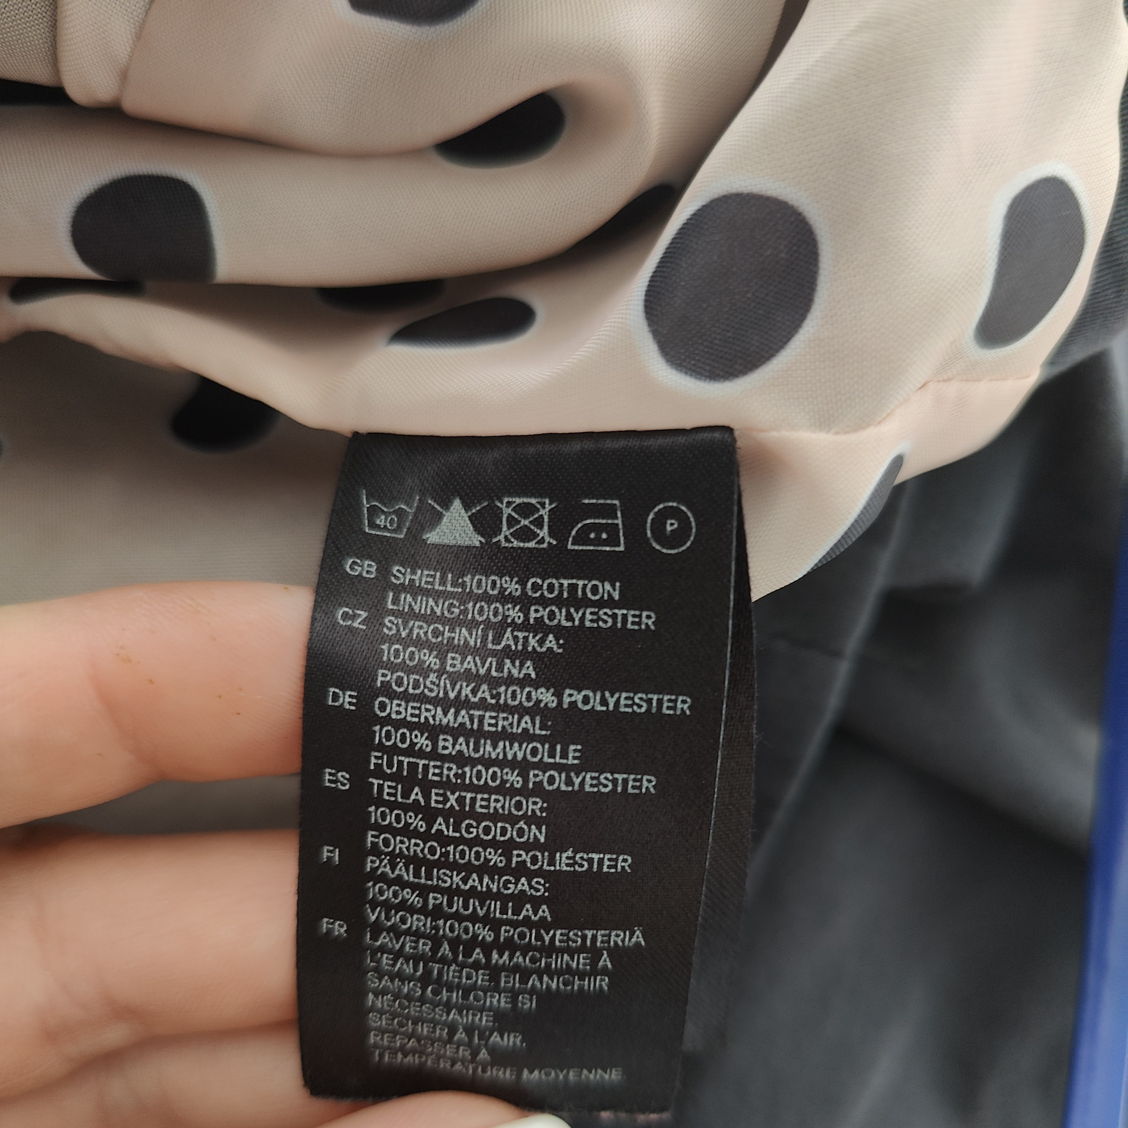 40 P
GB SHELL:100% COTTON
LINING:100% POLYESTER
CZ SVRCHNÍ LÁTKA:
100% BAVLNA
PODŠÍVKA:100% POLYESTER
DE OBERMATERIAL:
100% BAUMWOLLE
FUTTER:100% POLYESTER
ES TELA EXTERIOR:
100% ALGODÓN
FORRO:100% POLIÉSTER
FI PÄÄLLISKANGAS:
100% PUUVILLAA
VUORI:100% POLYESTERIÄ
FR LAVER À LA MACHINE À
L'EAU TIÈDE. BLANCHIR
SANS CHLORE SI
NÉCESSAIRE.
SÉCHER À L'AIR.
REPASSER À
TEMPÉRATURE MOYENNE.